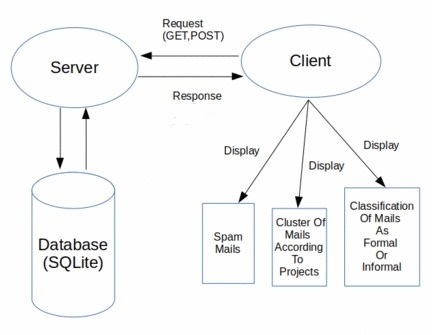 Request
(GET,POST)
Server
Client
Response
Display
Display
Display
Database
(SQLite)
Spam
Mails
Cluster Of
Mails
According
To
Projects
Classification
Of Mails
As
Formal
Or
Informal